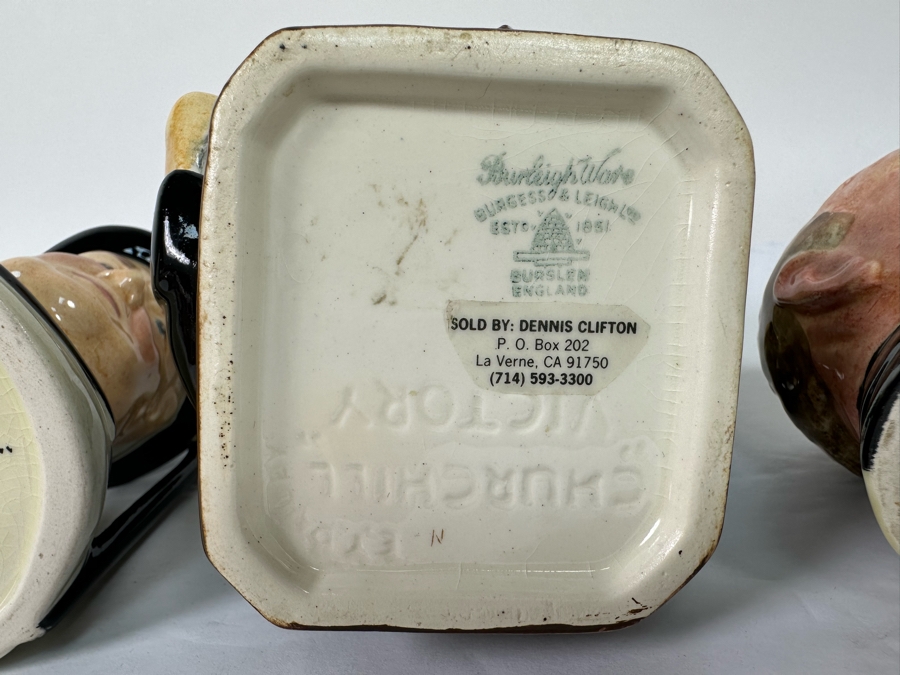 Burleigh Ware
BURGESS & LEIGH LTD
ESTD 1851
BURSLEM
ENGLAND
SOLD BY: DENNIS CLIFTON
P. O. Box 202
La Verne, CA 91750
(714) 593-3300
VICTORY"
"CHURCHILL
N